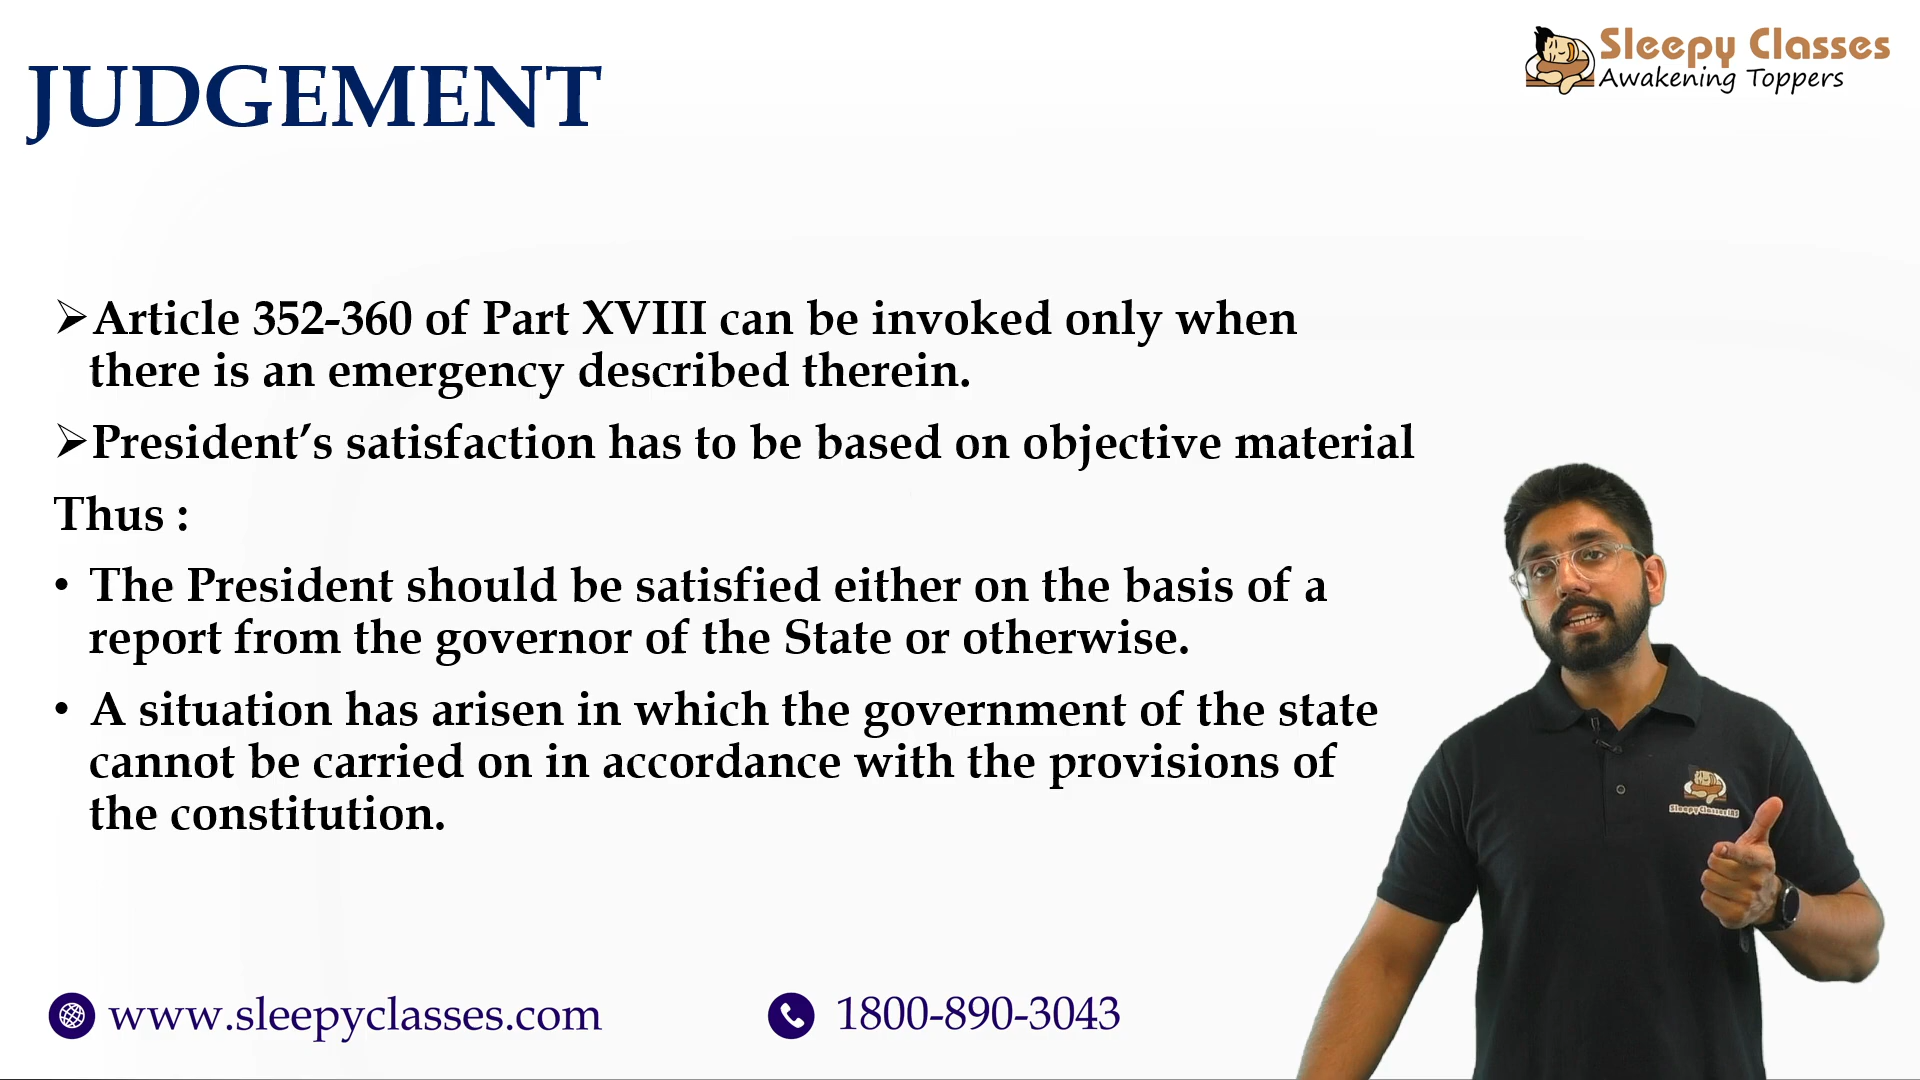 JUDGEMENT
Sleepy Classes
Awakening Toppers
➢Article 352-360 of Part XVIII can be invoked only when
there is an emergency described therein.
➢President’s satisfaction has to be based on objective material
Thus :
• The President should be satisfied either on the basis of a
report from the governor of the State or otherwise.
• A situation has arisen in which the government of the state
cannot be carried on in accordance with the provisions of
the constitution.
Sleepy Classes IAS
www.sleepyclasses.com
1800-890-3043